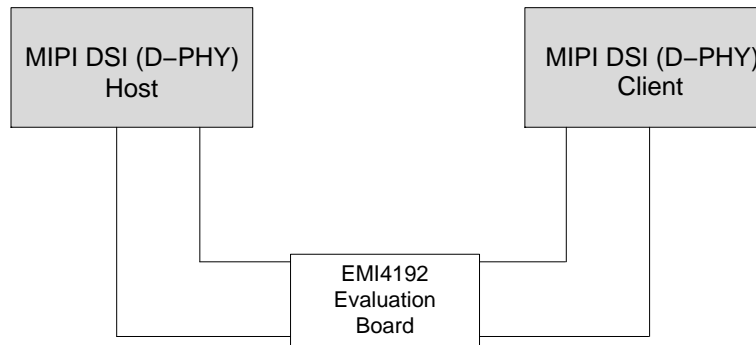 MIPI DSI (D−PHY)
Host
MIPI DSI (D−PHY)
Client
EMI4192
Evaluation
Board